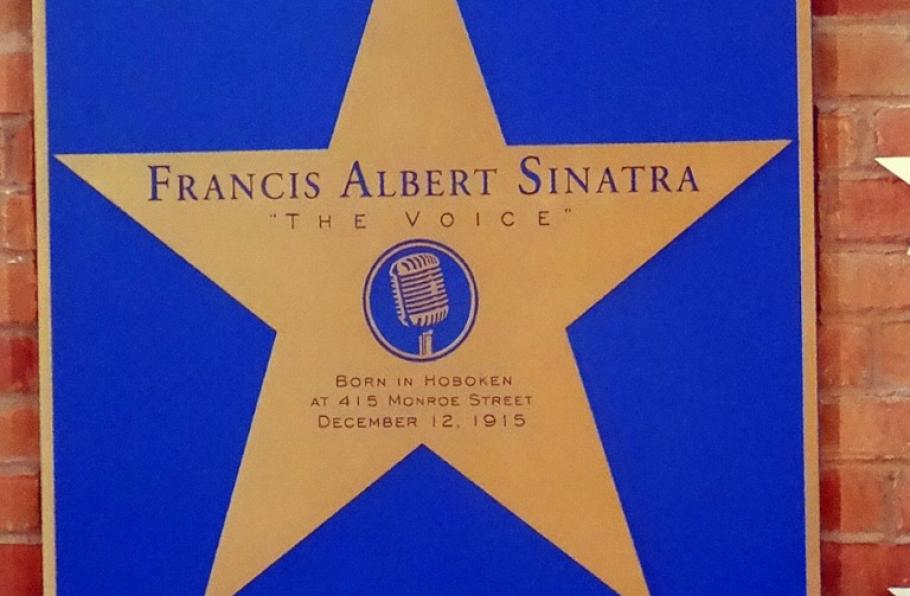 FRANCIS ALBERT SINATRA
"THE VOICE"
BORN IN HOBOKEN
AT 415 MONROE STREET
DECEMBER 12, 1915